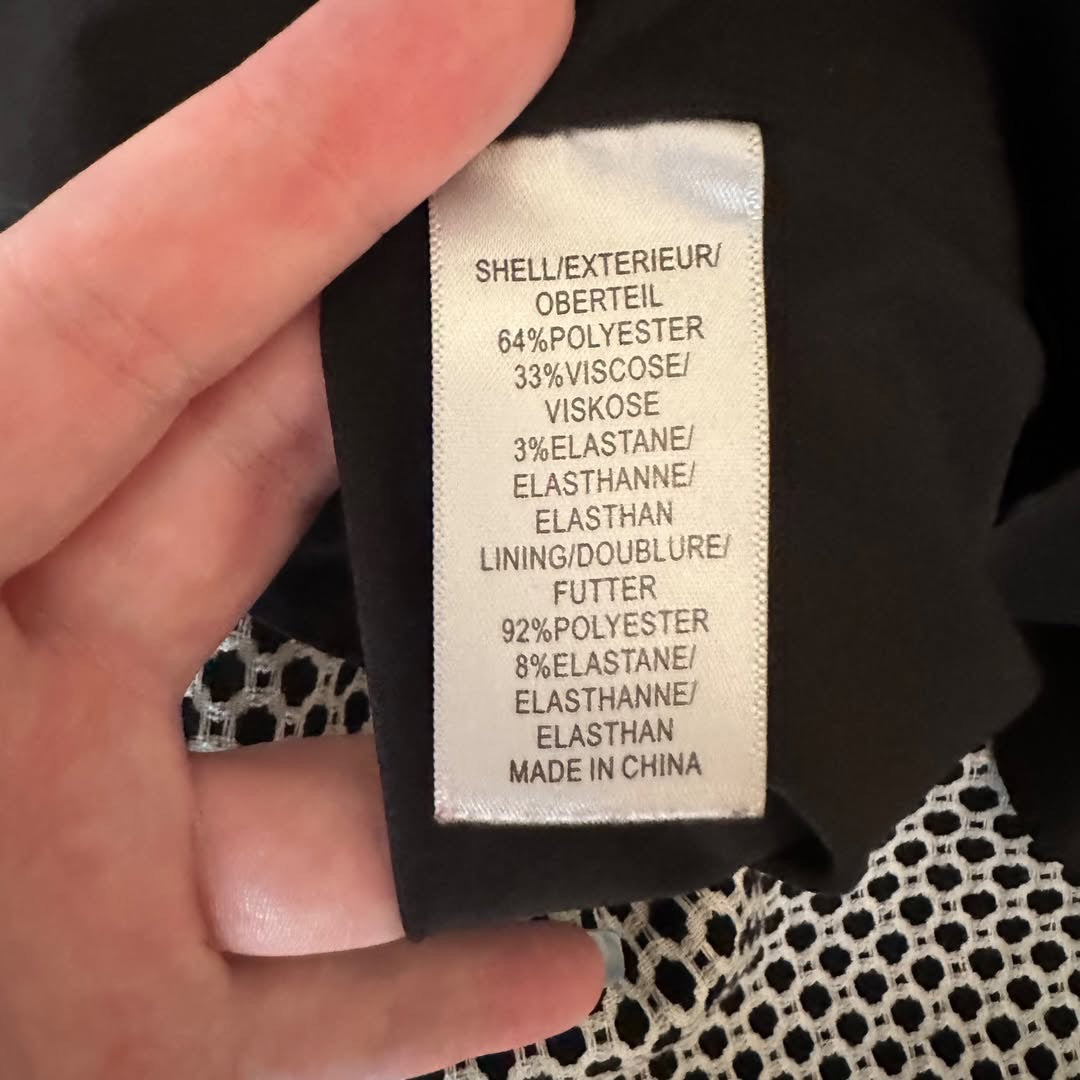 SHELL/EXTERIEUR/
OBERTEIL
64%POLYESTER
33%VISCOSE/
VISKOSE
3%ELASTANE/
ELASTHANNE/
ELASTHAN
LINING/DOUBLURE/
FUTTER
92%POLYESTER
8%ELASTANE/
ELASTHANNE/
ELASTHAN
MADE IN CHINA